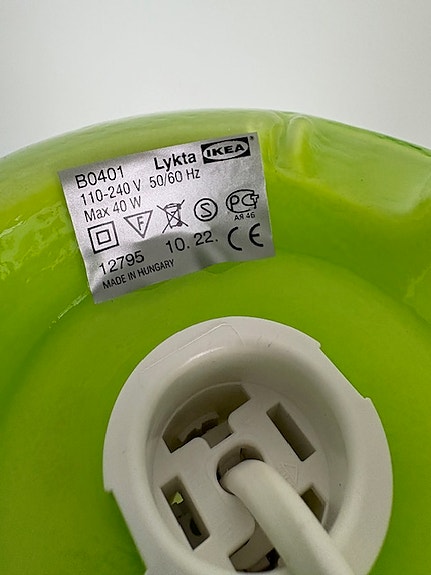 B0401 Lykta IKEA
110-240 V 50/60 Hz
Max 40 W
F
S PC
AЯ 46
12795 10. 22. CE
MADE IN HUNGARY